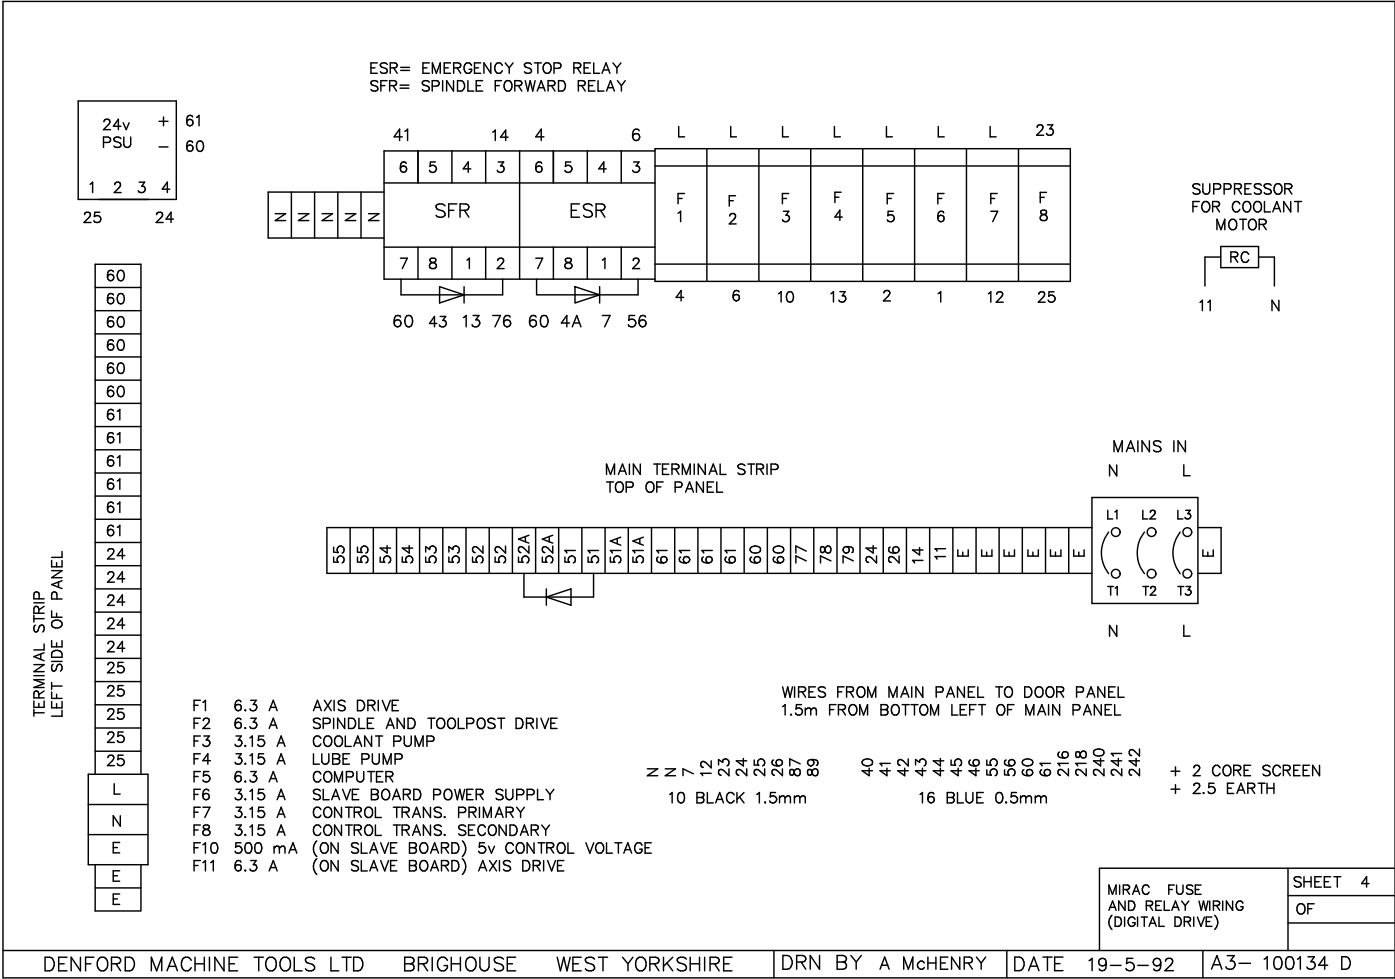 ESR= EMERGENCY STOP RELAY
SFR= SPINDLE FORWARD RELAY
24v
PSU
+ 61
− 60
1 2 3 4
25 24
41 14 4 6 L L L L L L L 23
6 5 4 3 6 5 4 3
N N N N N
SFR ESR
F 1
F 2
F 3
F 4
F 5
F 6
F 7
F 8
7 8 1 2 7 8 1 2
4 6 10 13 2 1 12 25
60 43 13 76 60 4A 7 56
SUPPRESSOR
FOR COOLANT
MOTOR
RC
11 N
TERMINAL STRIP
LEFT SIDE OF PANEL
60
60
60
60
60
60
61
61
61
61
61
61
24
24
24
24
24
25
25
25
25
25
L
N
E
E
E
MAIN TERMINAL STRIP
TOP OF PANEL
55 55 54 54 53 53 52 52 52A 52A 51 51 51A 51A 61 61 61 61 60 60 77 78 79 24 26 14 11 E E E E E E
MAINS IN
N L
L1 L2 L3
E
T1 T2 T3
N L
F1 6.3 A AXIS DRIVE
F2 6.3 A SPINDLE AND TOOLPOST DRIVE
F3 3.15 A COOLANT PUMP
F4 3.15 A LUBE PUMP
F5 6.3 A COMPUTER
F6 3.15 A SLAVE BOARD POWER SUPPLY
F7 3.15 A CONTROL TRANS. PRIMARY
F8 3.15 A CONTROL TRANS. SECONDARY
F10 500 mA (ON SLAVE BOARD) 5v CONTROL VOLTAGE
F11 6.3 A (ON SLAVE BOARD) AXIS DRIVE
WIRES FROM MAIN PANEL TO DOOR PANEL
1.5m FROM BOTTOM LEFT OF MAIN PANEL
N N 7 12 23 24 25 26 87 89
10 BLACK 1.5mm
40 41 42 43 44 45 46 55 56 60 61 216 218 240 241 242
16 BLUE 0.5mm
+ 2 CORE SCREEN
+ 2.5 EARTH
MIRAC FUSE
AND RELAY WIRING
(DIGITAL DRIVE)
SHEET 4
OF
DENFORD MACHINE TOOLS LTD BRIGHOUSE WEST YORKSHIRE DRN BY A McHENRY DATE 19-5-92 A3- 100134 D